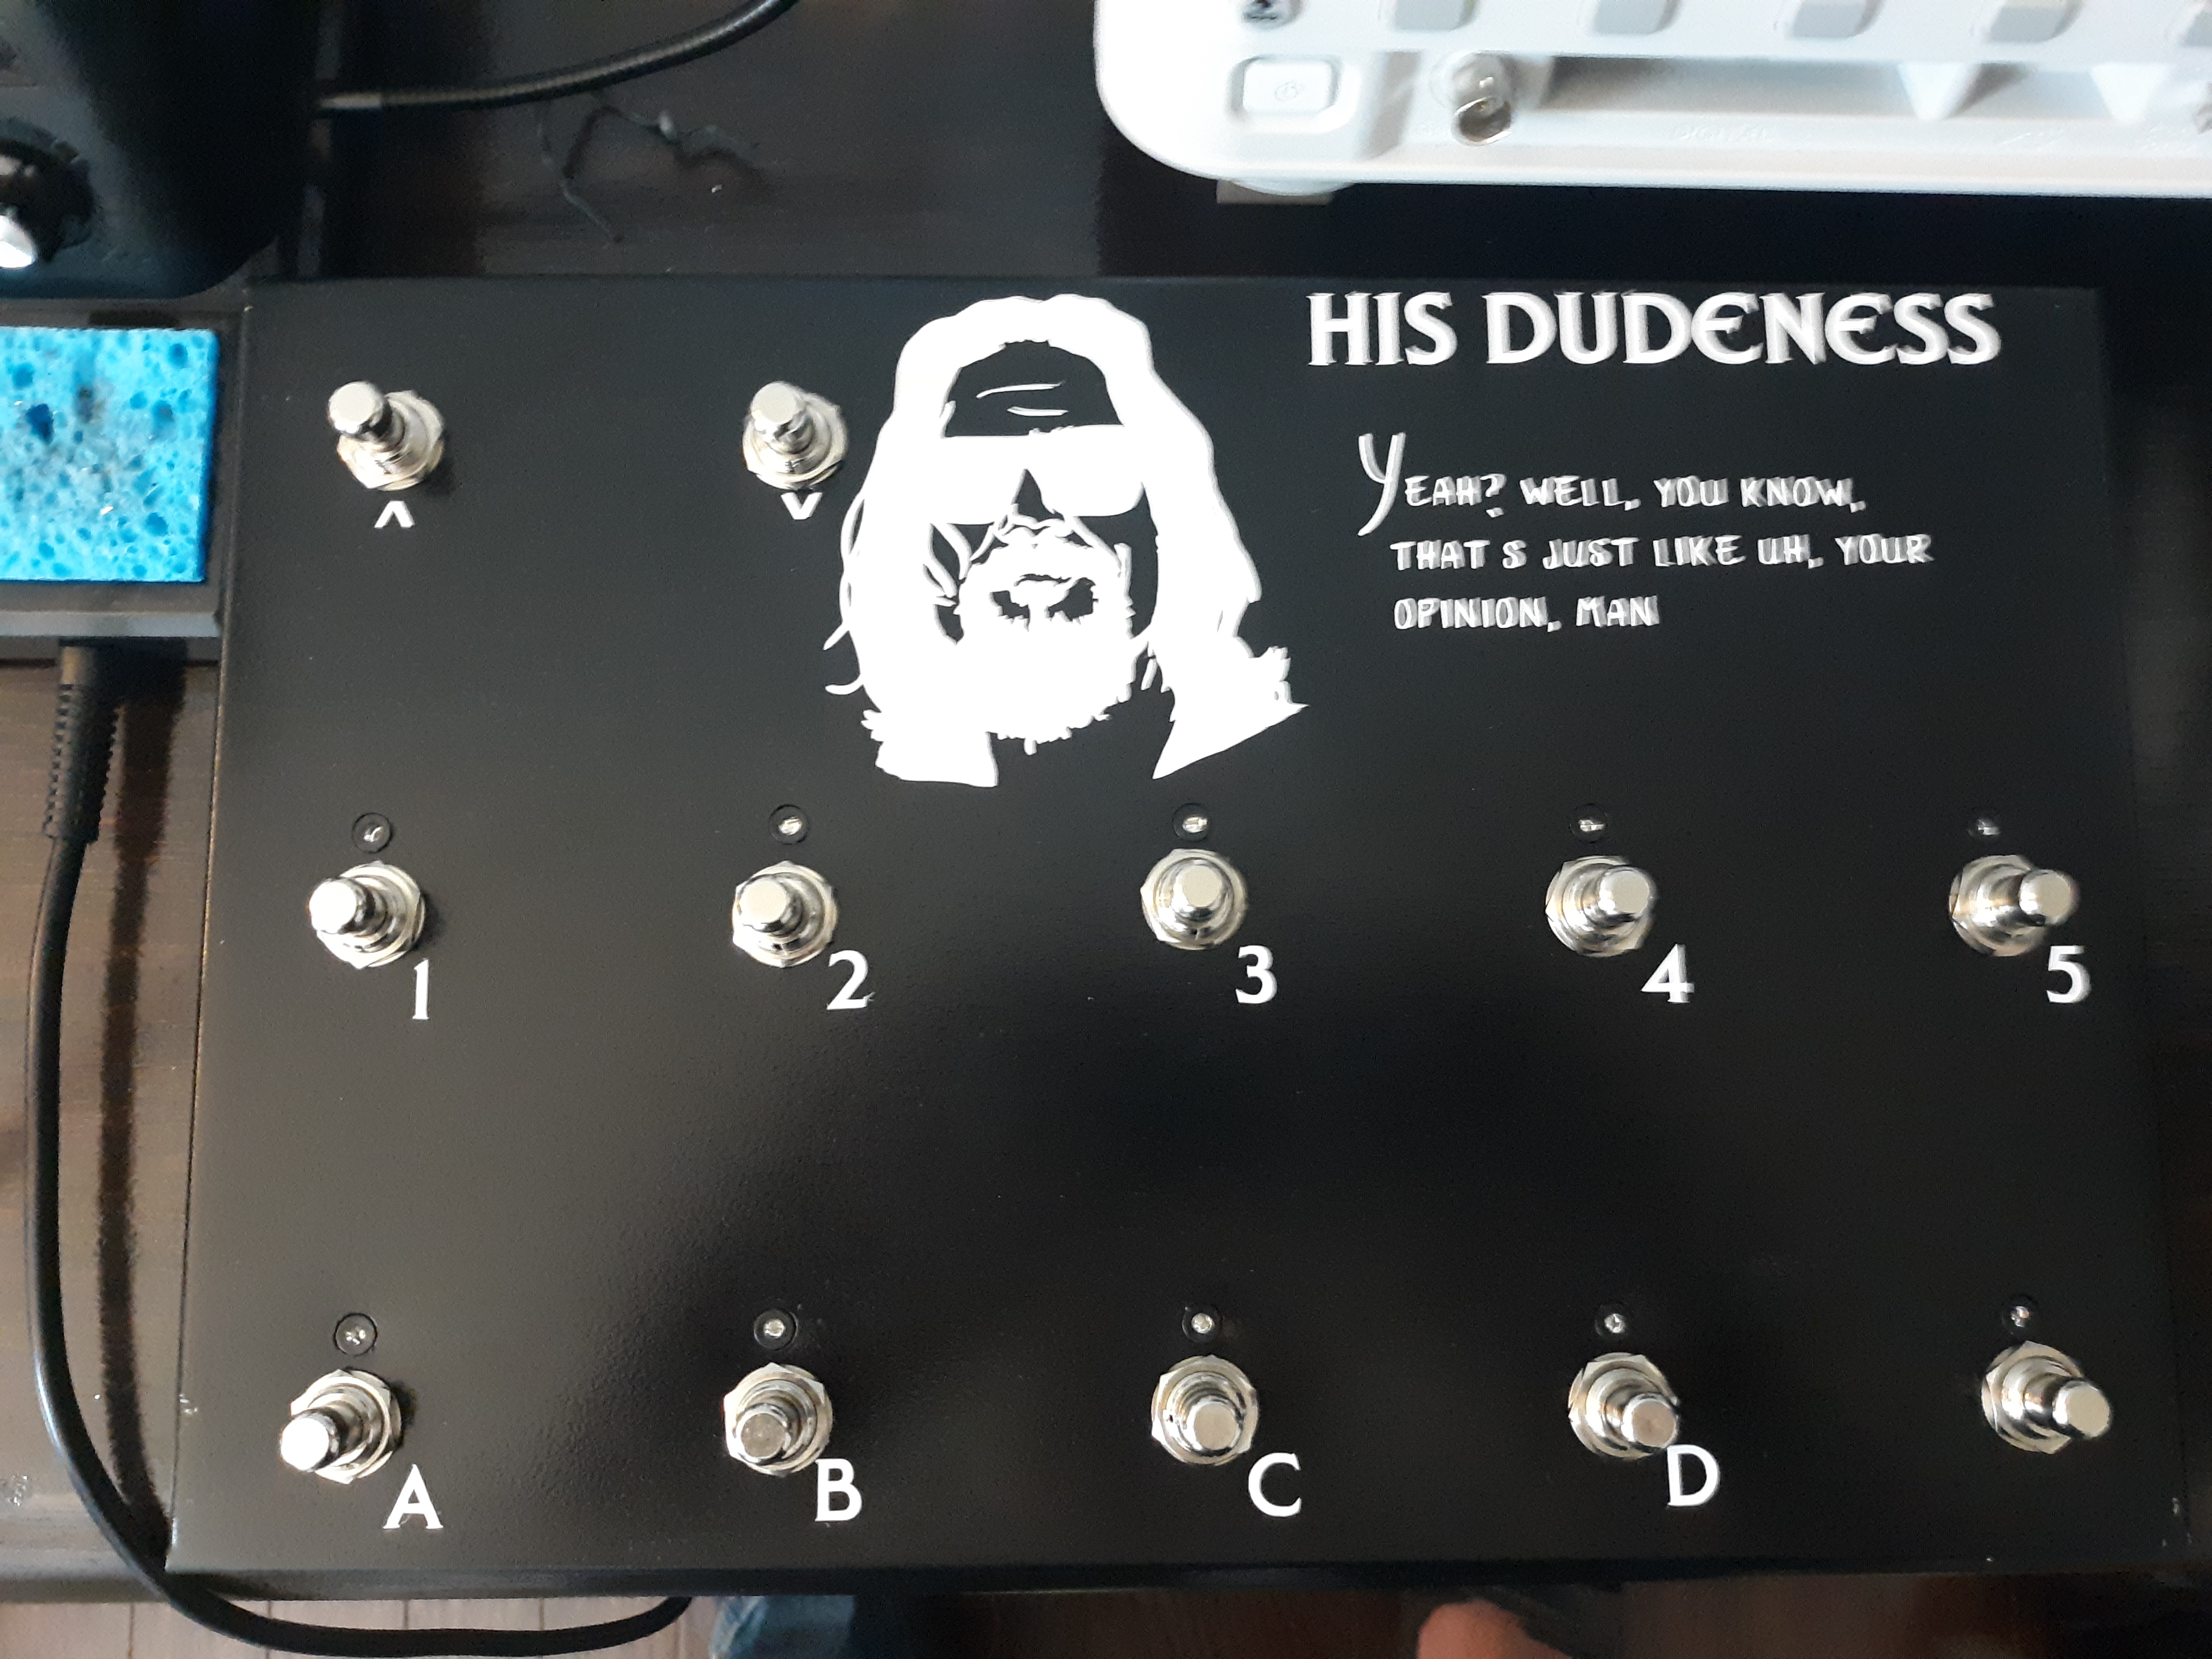 HIS DUDENESS
YEAH? WELL, YOU KNOW,
THAT S JUST LIKE UH, YOUR
OPINION, MAN
^
v
1
2
3
4
5
A
B
C
D